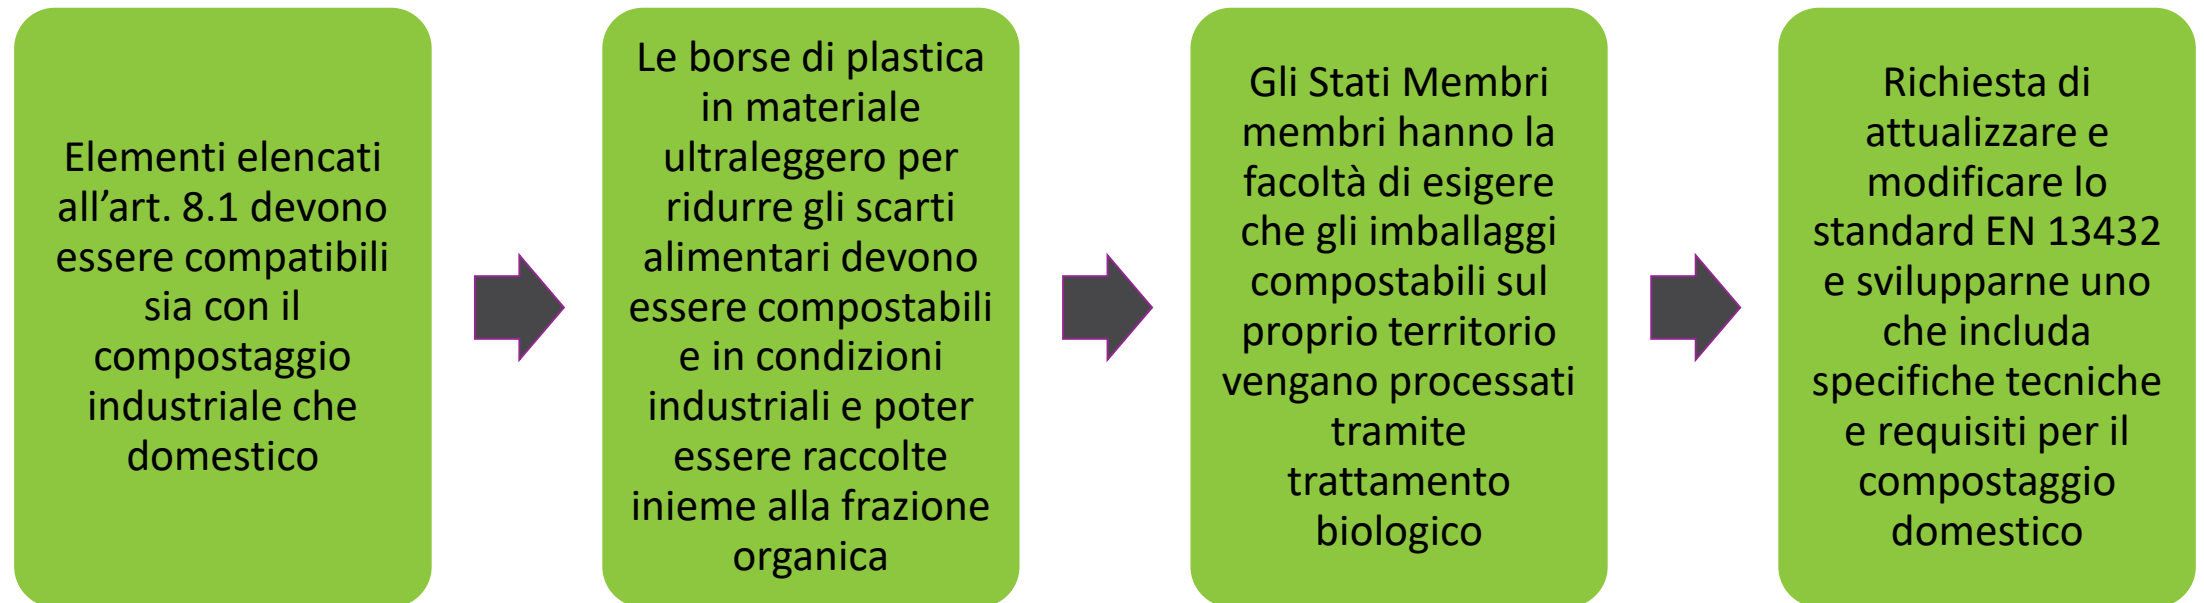 Elementi elencati
all’art. 8.1 devono
essere compatibili
sia con il
compostaggio
industriale che
domestico
Le borse di plastica
in materiale
ultraleggero per
ridurre gli scarti
alimentari devono
essere compostabili
e in condizioni
industriali e poter
essere raccolte
inieme alla frazione
organica
Gli Stati Membri
membri hanno la
facoltà di esigere
che gli imballaggi
compostabili sul
proprio territorio
vengano processati
tramite
trattamento
biologico
Richiesta di
attualizzare e
modificare lo
standard EN 13432
e svilupparne uno
che includa
specifiche tecniche
e requisiti per il
compostaggio
domestico